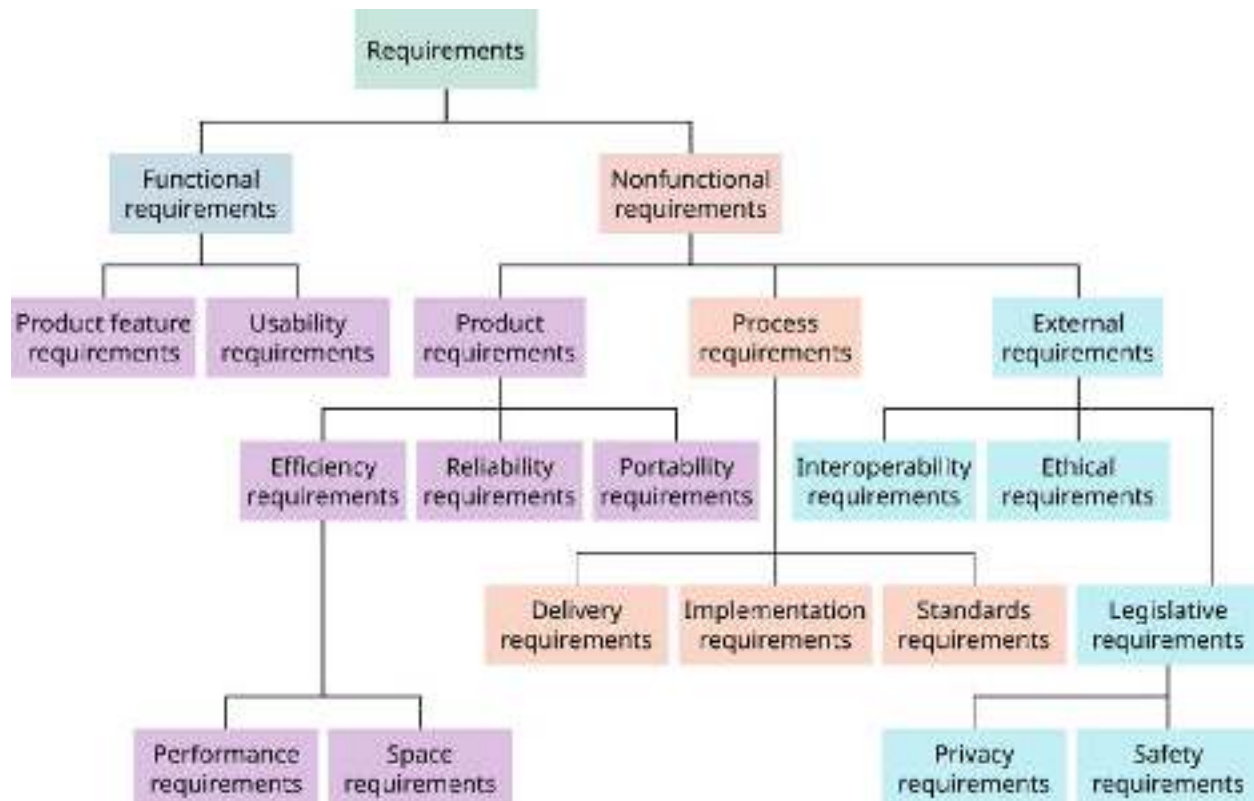 Requirements
Functional
requirements
Nonfunctional
requirements
Product feature
requirements
Usability
requirements
Product
requirements
Process
requirements
External
requirements
Efficiency
requirements
Reliability
requirements
Portability
requirements
Interoperability
requirements
Ethical
requirements
Delivery
requirements
Implementation
requirements
Standards
requirements
Legislative
requirements
Performance
requirements
Space
requirements
Privacy
requirements
Safety
requirements